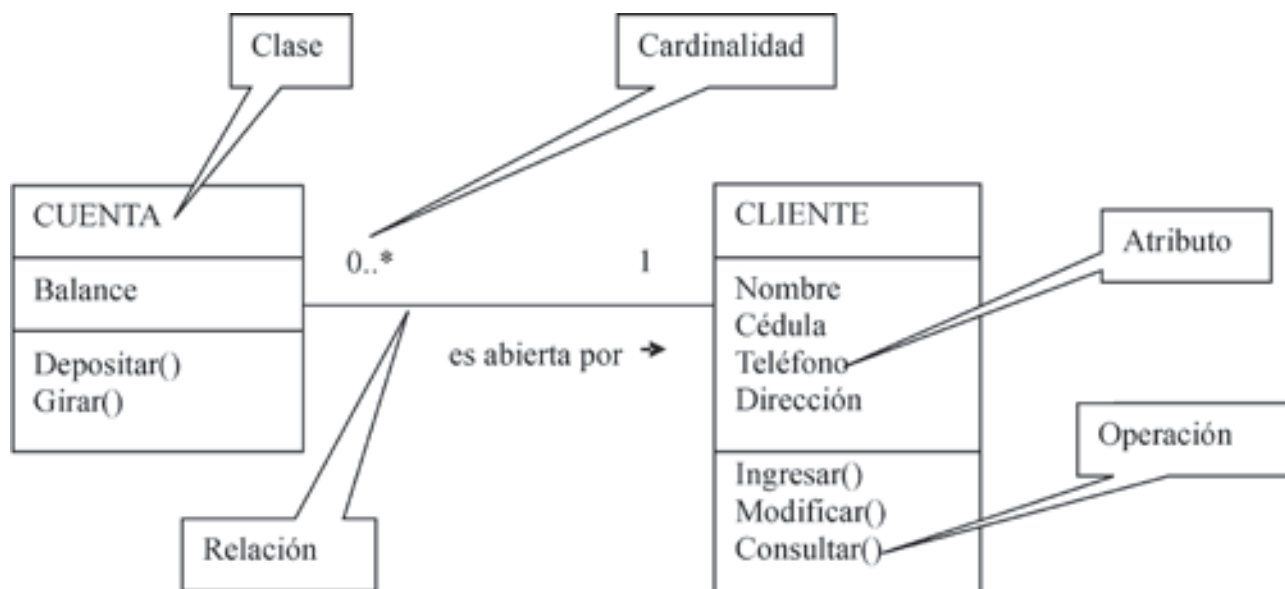 Clase
Cardinalidad
CUENTA
Balance
Depositar()
Girar()
0..*
1
es abierta por
CLIENTE
Nombre
Cédula
Teléfono
Dirección
Ingresar()
Modificar()
Consultar()
Atributo
Operación
Relación